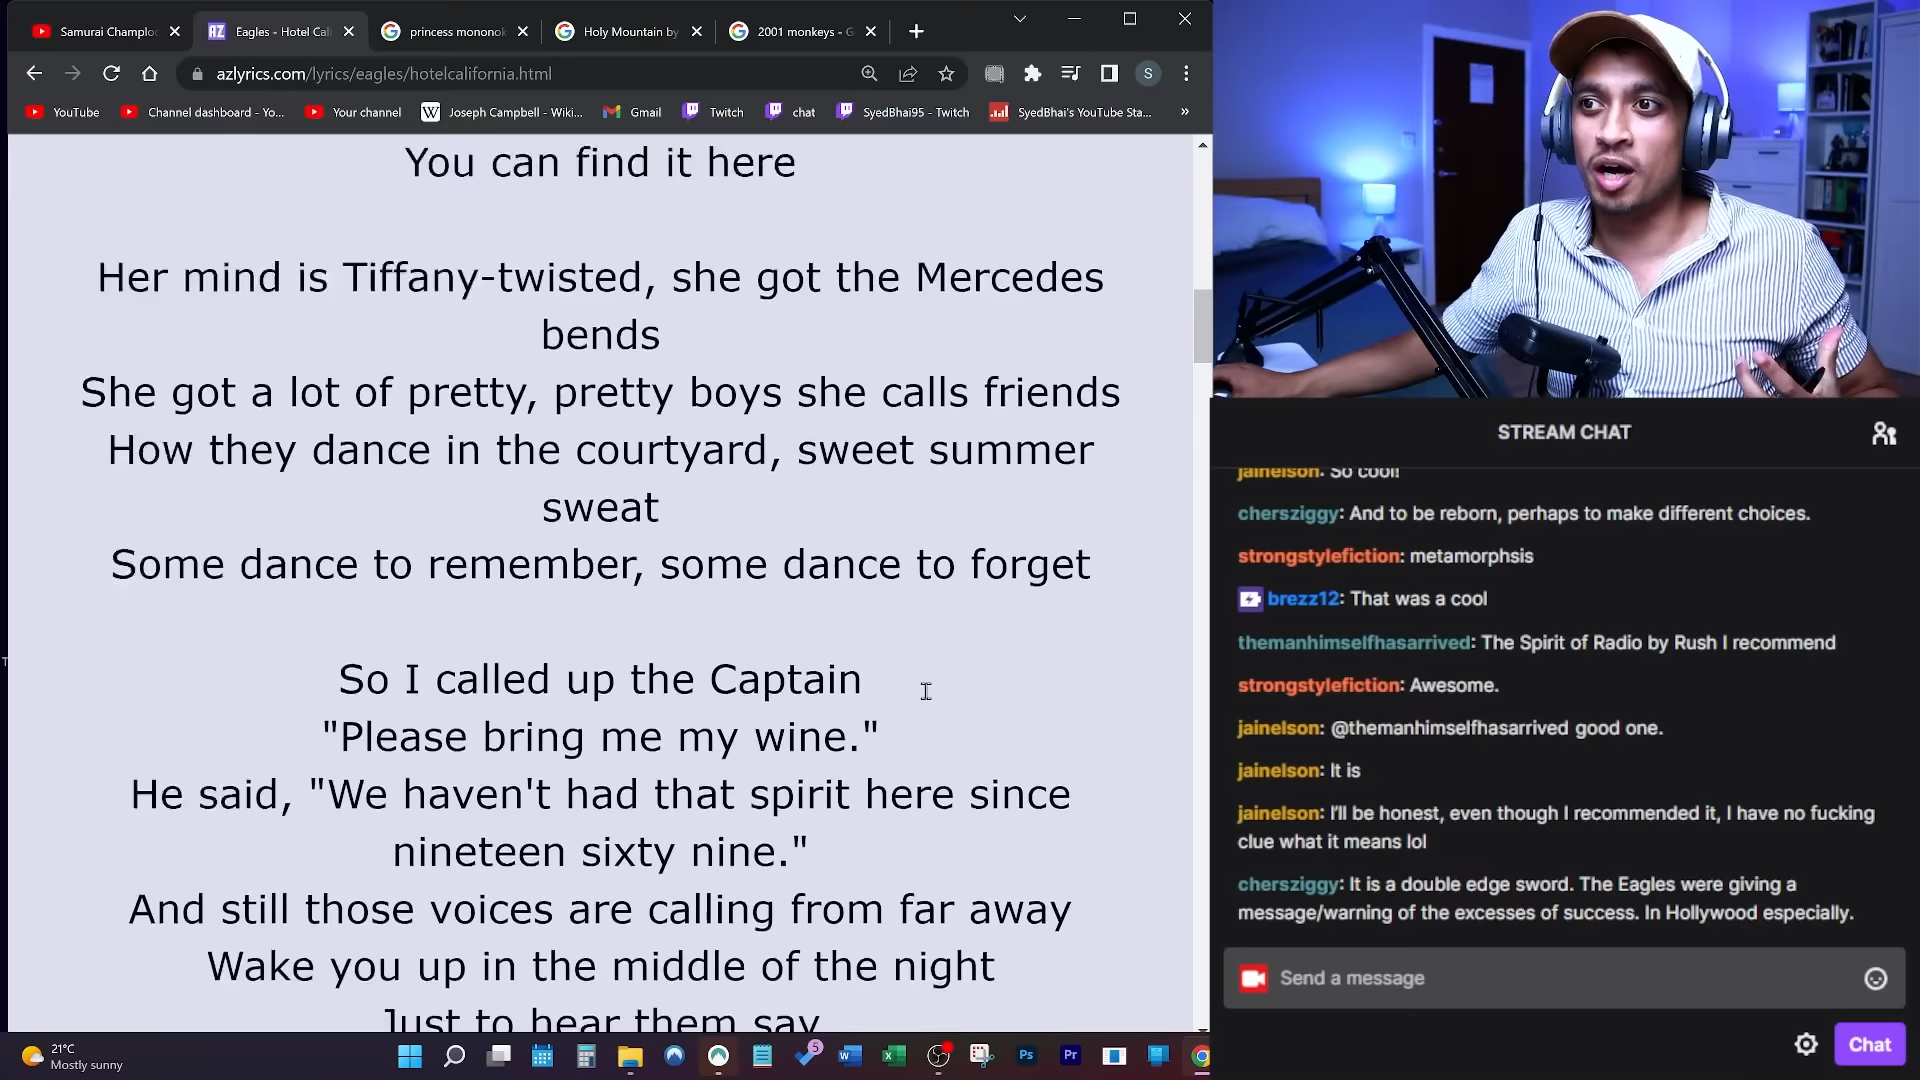 Samurai Champlo
Eagles - Hotel Cali
princess mononok
Holy Mountain by
2001 monkeys - G
azlyrics.com/lyrics/eagles/hotelcalifornia.html
S
YouTube
Channel dashboard - Yo...
Your channel
W Joseph Campbell - Wiki...
Gmail
Twitch
chat
SyedBhai95 - Twitch
SyedBhai's YouTube Sta...
»
You can find it here
Her mind is Tiffany-twisted, she got the Mercedes
bends
She got a lot of pretty, pretty boys she calls friends
How they dance in the courtyard, sweet summer
sweat
Some dance to remember, some dance to forget
So I called up the Captain
"Please bring me my wine."
He said, "We haven't had that spirit here since
nineteen sixty nine."
And still those voices are calling from far away
Wake you up in the middle of the night
Just to hear them say
STREAM CHAT
jainelson: So cool!
chersziggy: And to be reborn, perhaps to make different choices.
strongstylefiction: metamorphsis
brezz12: That was a cool
themanhimselfhasarrived: The Spirit of Radio by Rush I recommend
strongstylefiction: Awesome.
jainelson: @themanhimselfhasarrived good one.
jainelson: It is
jainelson: I'll be honest, even though I recommended it, I have no fucking
clue what it means lol
chersziggy: It is a double edge sword. The Eagles were giving a
message/warning of the excesses of success. In Hollywood especially.
Send a message
Chat
21°C
Mostly sunny
5
Ps
Pr